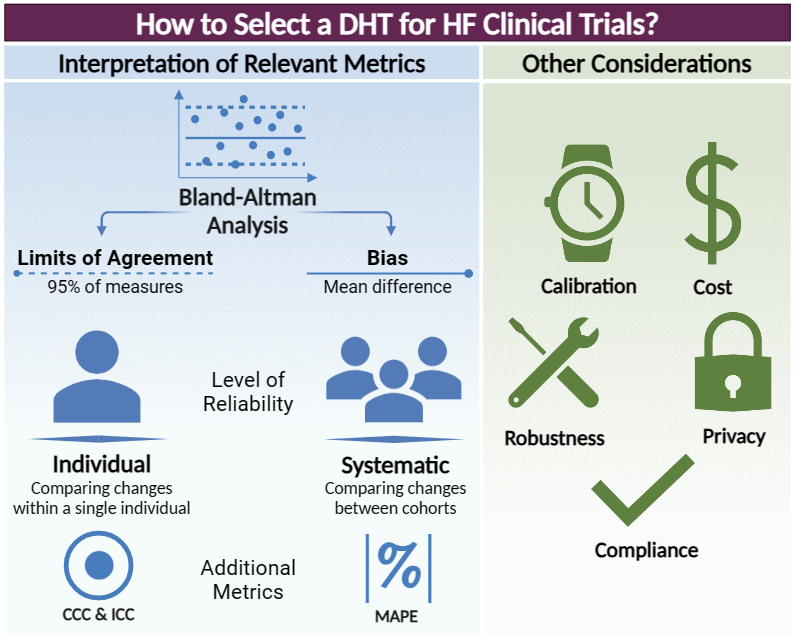 How to Select a DHT for HF Clinical Trials?
Interpretation of Relevant Metrics
Bland-Altman
Analysis
Limits of Agreement
95% of measures
Bias
Mean difference
Level of
Reliability
Individual
Comparing changes
within a single individual
Systematic
Comparing changes
between cohorts
Additional
Metrics
CCC & ICC
%
MAPE
Other Considerations
Calibration
$
Cost
Robustness
Privacy
Compliance